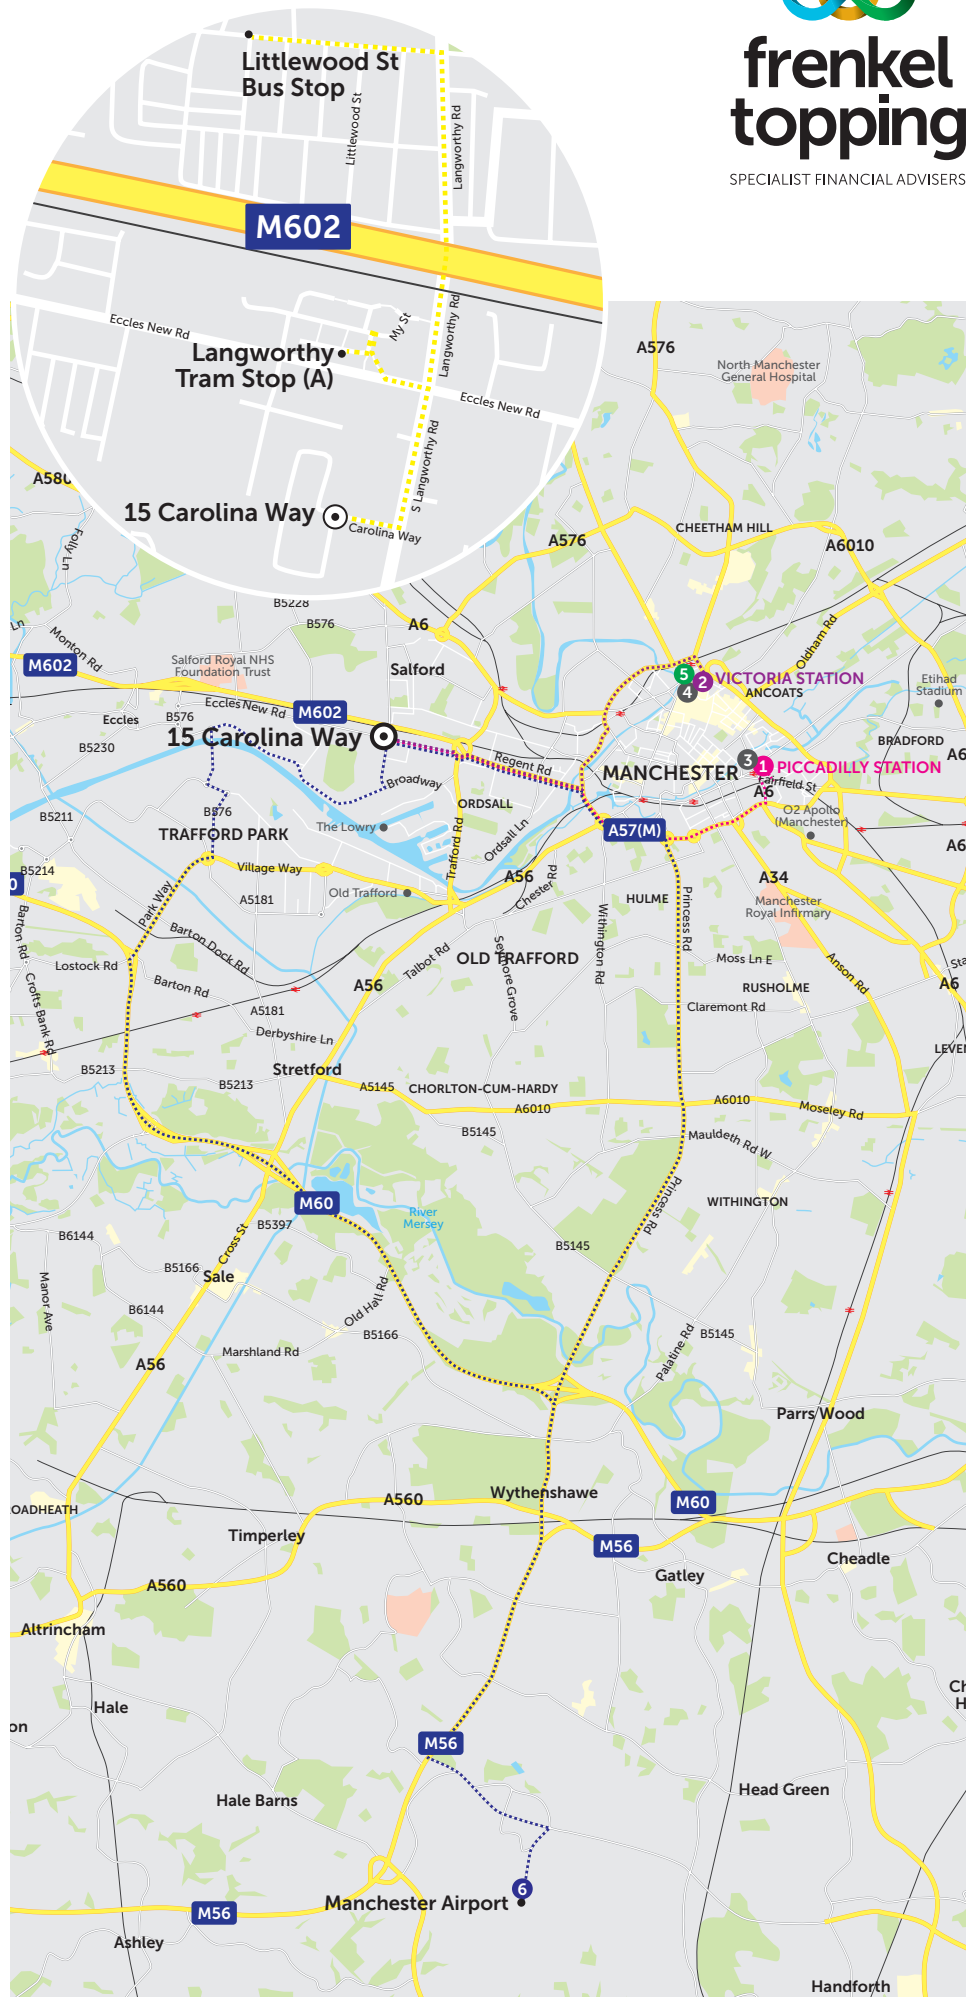 frenkel
topping
SPECIALIST FINANCIAL ADVISERS
Littlewood St
Bus Stop
Littlewood St
Langworthy Rd
M602
Langworthy Rd
My St
Eccles New Rd
Langworthy
Tram Stop (A)
Eccles New Rd
S Langworthy Rd
15 Carolina Way
Carolina Way
A576
North Manchester
General Hospital
A580
Folly Ln
CHEETHAM HILL
A576
A6010
B5228
B576
A6
Ln
Monton Rd
M602
Salford Royal NHS
Foundation Trust
Salford
Oldham Rd
5
2
VICTORIA STATION
4
ANCOATS
Etihad
Stadium
Eccles
B576
Eccles New Rd
M602
15 Carolina Way
B5230
BRADFORD
A6
Regent Rd
3
1
PICCADILLY STATION
MANCHESTER
Fairfield St
A6
Broadway
ORDSALL
B5211
B576
The Lowry
TRAFFORD PARK
Trafford Rd
Ordsall Ln
A57(M)
O2 Apollo
(Manchester)
A6
B5214
0
Village Way
A56
A34
Park Way
A5181
Old Trafford
Chester Rd
HULME
Princess Rd
Manchester
Royal Infirmary
Barton Rd
Barton Dock Rd
Withington Rd
Talbot Rd
Seymore Grove
OLD TRAFFORD
Moss Ln E
Anson Rd
Sta
Lostock Rd
Crofts Bank Rd
Barton Rd
A56
RUSHOLME
A6
A5181
Claremont Rd
Derbyshire Ln
LEVEN
B5213
B5213
Stretford
A5145
CHORLTON-CUM-HARDY
A6010
A6010
Moseley Rd
B5145
Mauldeth Rd W
M60
Princess Rd
WITHINGTON
River
Mersey
B5397
Cross St
B6144
B5145
B5166
Sale
Manor Ave
B6144
Old Hall Rd
B5166
Marshland Rd
Palatine Rd
B5145
A56
Parrs Wood
Wythenshawe
A560
M60
OADHEATH
Timperley
M56
Gatley
Cheadle
A560
Altrincham
Hale
Ch
H
on
M56
Hale Barns
Head Green
6
Manchester Airport
M56
Ashley
Handforth